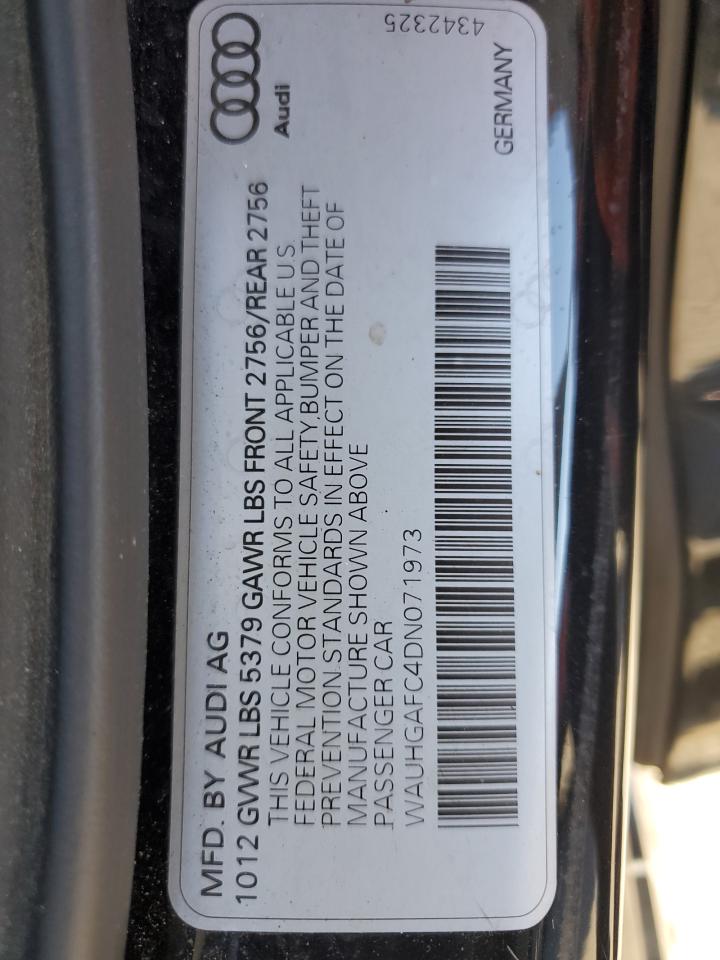 MFD. BY AUDI AG
1012 GVWR LBS 5379 GAWR LBS FRONT 2756/REAR 2756
THIS VEHICLE CONFORMS TO ALL APPLICABLE U.S.
FEDERAL MOTOR VEHICLE SAFETY, BUMPER AND THEFT
PREVENTION STANDARDS IN EFFECT ON THE DATE OF
MANUFACTURE SHOWN ABOVE
PASSENGER CAR
WAUHGAFC4DN071973
Audi
GERMANY
4342325